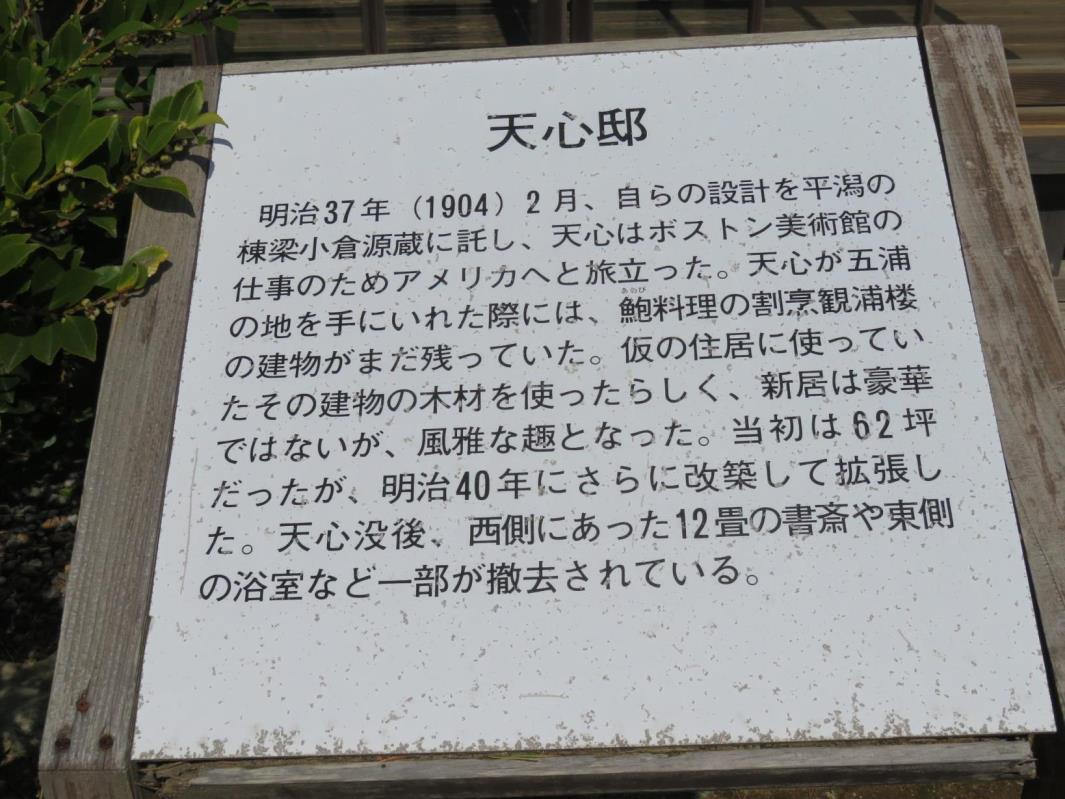 天心邸
明治37年（1904）2月、自らの設計を平潟の
棟梁小倉源蔵に託し、天心はボストン美術館の
仕事のためアメリカへと旅立った。天心が五浦
の地を手にいれた際には、鮑料理の割烹観浦楼
の建物がまだ残っていた。仮の住居に使ってい
たその建物の木材を使ったらしく、新居は豪華
ではないが、風雅な趣となった。当初は62坪
だったが、明治40年にさらに改築して拡張し
た。天心没後、西側にあった12畳の書斎や東側
の浴室など一部が撤去されている。